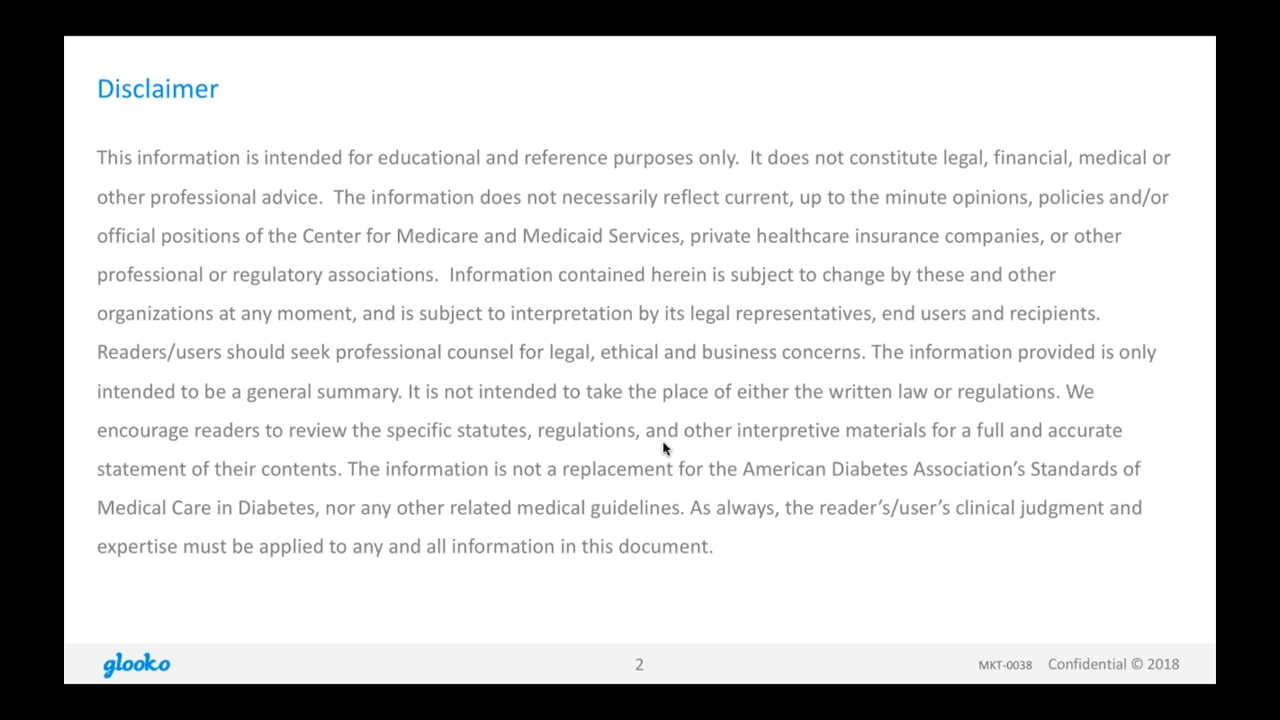 Disclaimer
This information is intended for educational and reference purposes only.  It does not constitute legal, financial, medical or
other professional advice.  The information does not necessarily reflect current, up to the minute opinions, policies and/or
official positions of the Center for Medicare and Medicaid Services, private healthcare insurance companies, or other
professional or regulatory associations.  Information contained herein is subject to change by these and other
organizations at any moment, and is subject to interpretation by its legal representatives, end users and recipients.
Readers/users should seek professional counsel for legal, ethical and business concerns. The information provided is only
intended to be a general summary. It is not intended to take the place of either the written law or regulations. We
encourage readers to review the specific statutes, regulations, and other interpretive materials for a full and accurate
statement of their contents. The information is not a replacement for the American Diabetes Association’s Standards of
Medical Care in Diabetes, nor any other related medical guidelines. As always, the reader’s/user’s clinical judgment and
expertise must be applied to any and all information in this document.
glooko 2 MKT-0038 Confidential © 2018